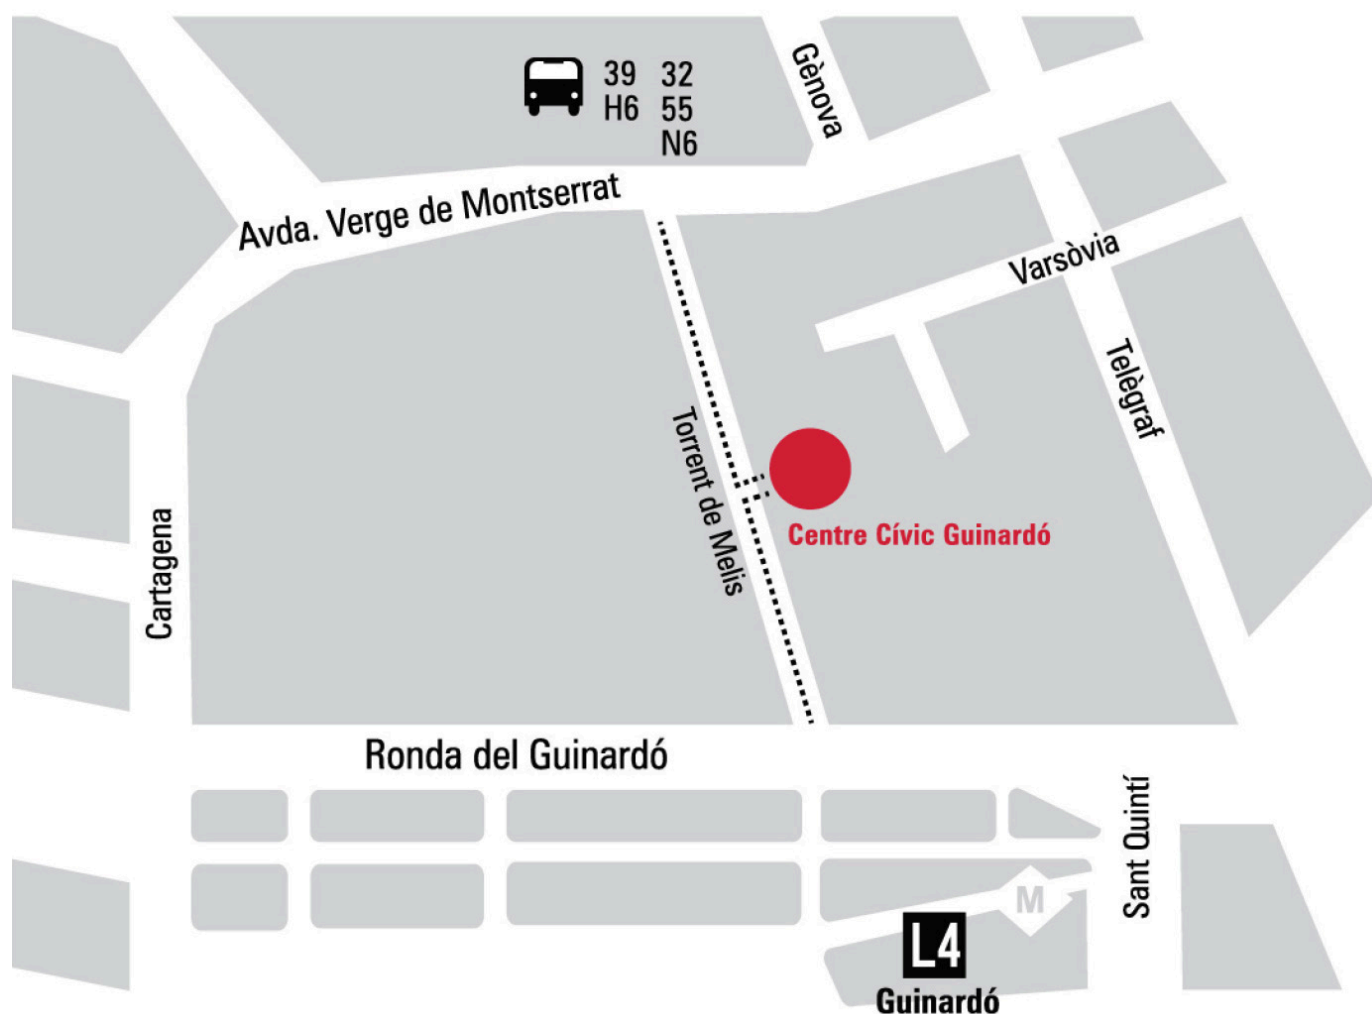 39 32
H6 55
N6
Gènova
Avda. Verge de Montserrat
Varsòvia
Telègraf
Torrent de Melis
Centre Cívic Guinardó
Cartagena
Ronda del Guinardó
Sant Quintí
M
L4
Guinardó